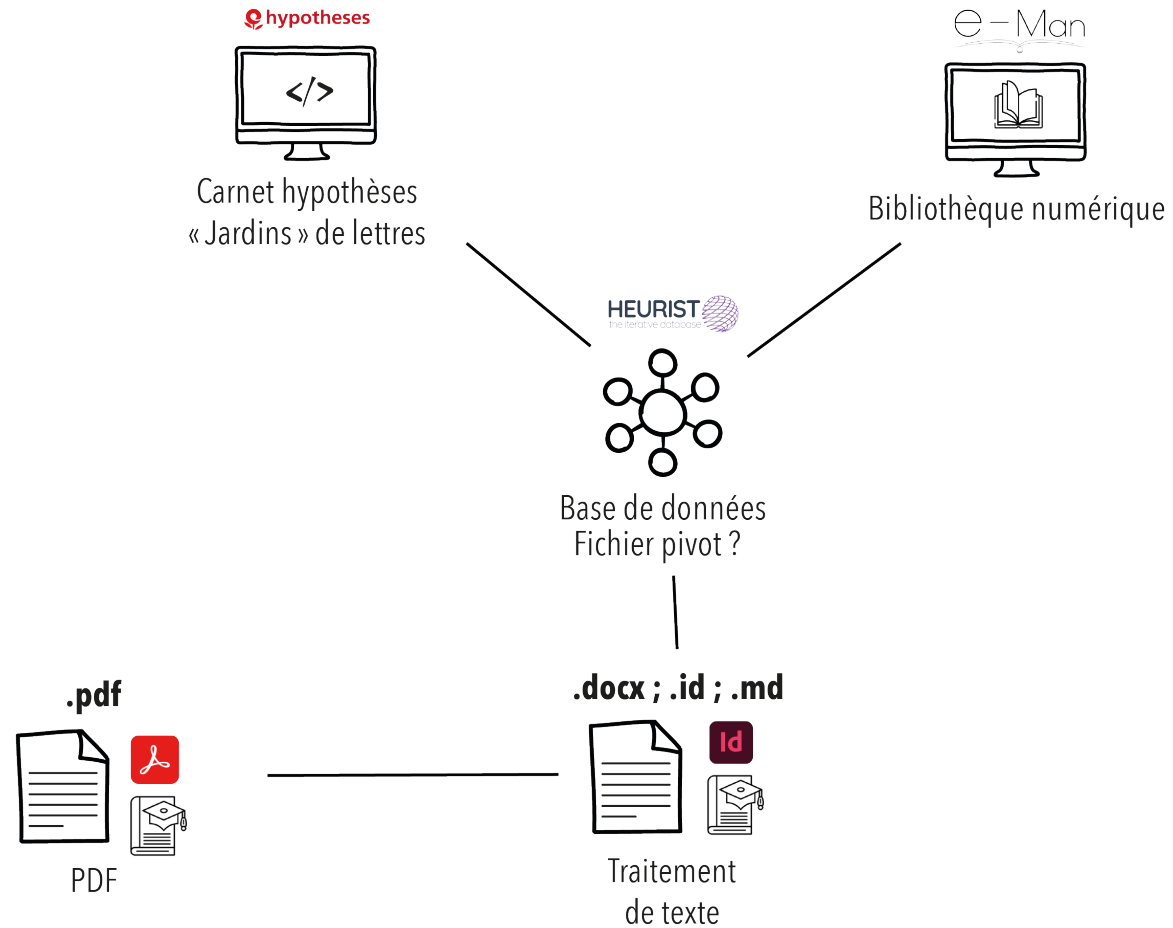 hypotheses
e-Man
</>
Carnet hypothèses
« Jardins » de lettres
Bibliothèque numérique
HEURIST
the iterative database
Base de données
Fichier pivot ?
.pdf
.docx ; .id ; .md
Id
PDF
Traitement
de texte